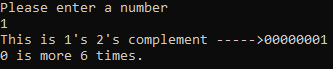 Please enter a number
1
This is 1's 2's complement ----->00000001
0 is more 6 times.